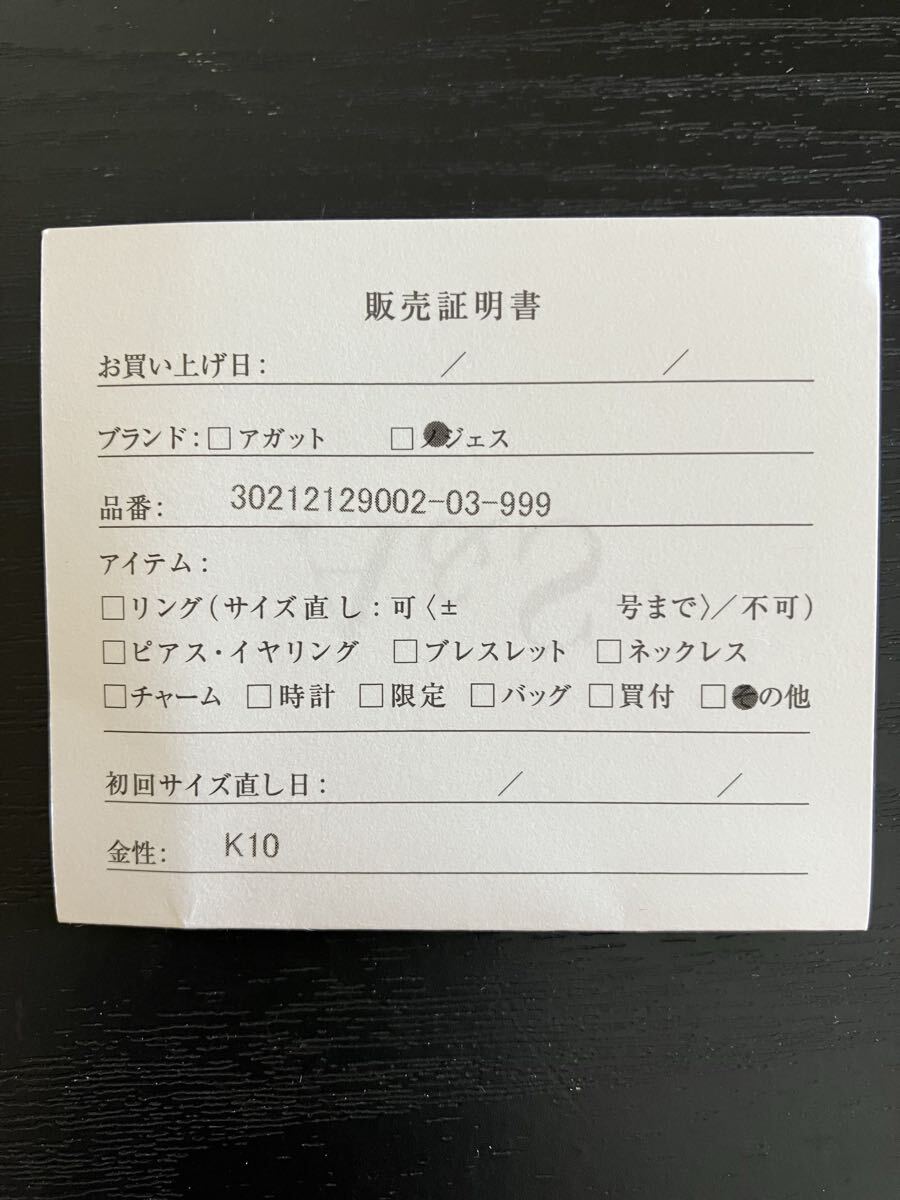 販売証明書
お買い上げ日: / /
ブランド: □ アガット □ ノジェス
品番: 30212129002-03-999
アイテム:
□リング(サイズ直し: 可〈± 号まで〉/不可)
□ピアス・イヤリング □ブレスレット □ネックレス
□チャーム □時計 □限定 □バッグ □買付 □その他
初回サイズ直し日: / /
金性: K10